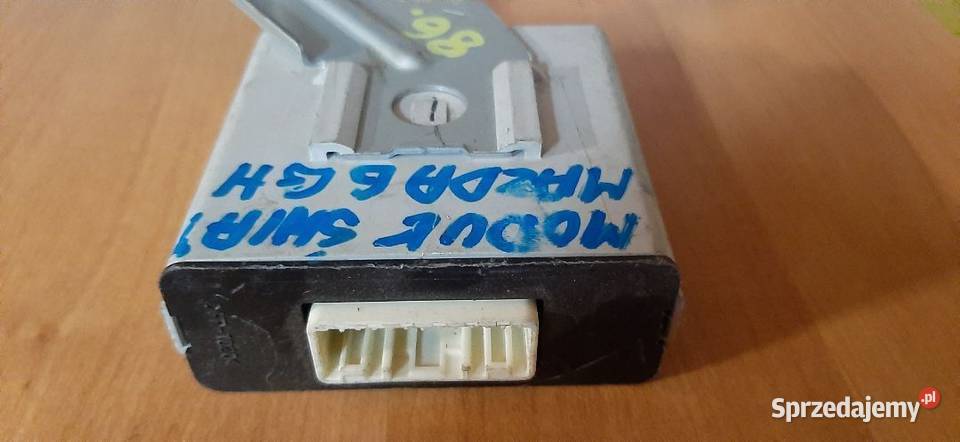 MODUŁ ŚWIAT
MAZDA 6 GH
Sprzedajemy.pl